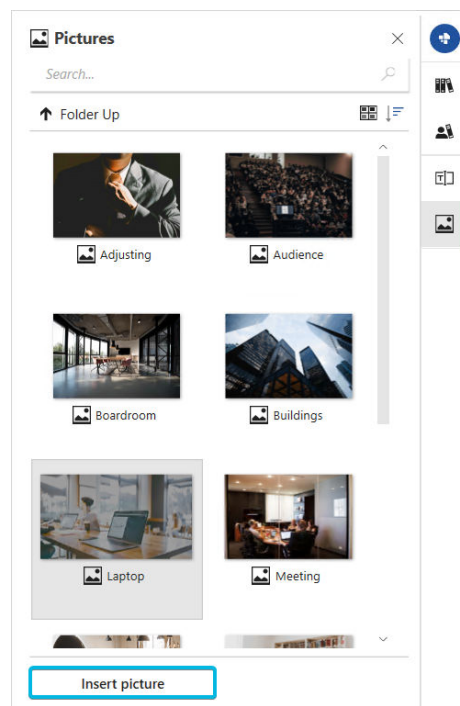 Pictures
Search...
Folder Up
Adjusting
Audience
Boardroom
Buildings
Laptop
Meeting
Insert picture